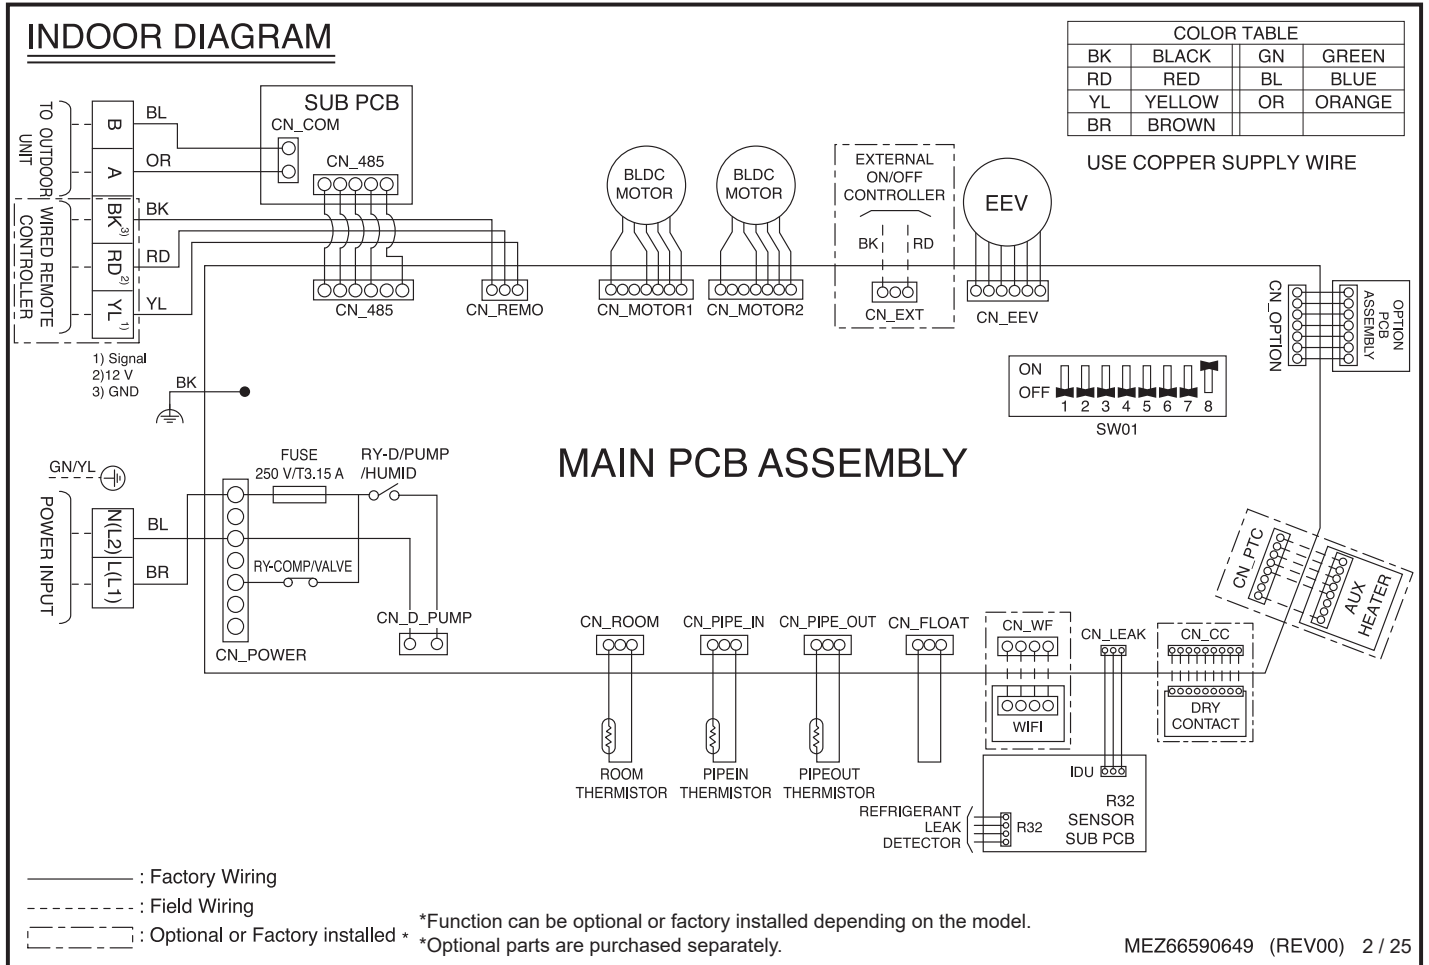 INDOOR DIAGRAM
COLOR TABLE
BK BLACK GN GREEN
RD RED BL BLUE
YL YELLOW OR ORANGE
BR BROWN
USE COPPER SUPPLY WIRE
TO OUTDOOR
UNIT
B
A
BL
OR
WIRED REMOTE
CONTROLLER
BK3)
RD2)
YL1)
BK
RD
YL
1) Signal
2)12 V
3) GND
BK
SUB PCB
CN_COM
CN_485
CN_485
CN_REMO
BLDC
MOTOR
CN_MOTOR1
BLDC
MOTOR
CN_MOTOR2
EXTERNAL
ON/OFF
CONTROLLER
BK RD
CN_EXT
EEV
CN_EEV
CN_OPTION
OPTION
PCB
ASSEMBLY
ON
OFF
1 2 3 4 5 6 7 8
SW01
MAIN PCB ASSEMBLY
GN/YL
POWER INPUT
N(L2)
L(L1)
BL
BR
FUSE
250 V/T3.15 A
RY-D/PUMP
/HUMID
RY-COMP/VALVE
CN_POWER
CN_D_PUMP
CN_ROOM
ROOM
THERMISTOR
CN_PIPE_IN
PIPEIN
THERMISTOR
CN_PIPE_OUT
PIPEOUT
THERMISTOR
CN_FLOAT
CN_WF
WIFI
CN_LEAK
CN_CC
DRY
CONTACT
CN_PTC
AUX
HEATER
IDU
R32
SENSOR
SUB PCB
R32
REFRIGERANT
LEAK
DETECTOR
: Factory Wiring
: Field Wiring
: Optional or Factory installed *
*Function can be optional or factory installed depending on the model.
*Optional parts are purchased separately.
MEZ66590649 (REV00) 2 / 25